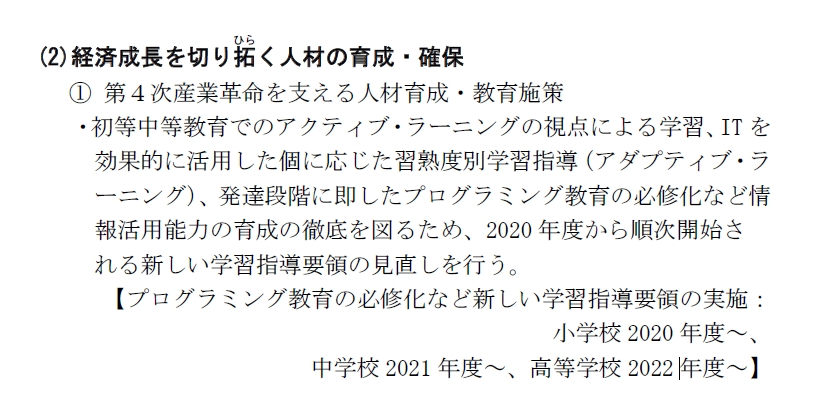 (2)経済成長を切り拓く人材の育成・確保
ひら
① 第４次産業革命を支える人材育成・教育施策
・初等中等教育でのアクティブ・ラーニングの視点による学習、IT を
効果的に活用した個に応じた習熟度別学習指導（アダプティブ・ラ
ーニング）、発達段階に即したプログラミング教育の必修化など情
報活用能力の育成の徹底を図るため、2020 年度から順次開始さ
れる新しい学習指導要領の見直しを行う。
【プログラミング教育の必修化など新しい学習指導要領の実施：
小学校 2020 年度～、
中学校 2021 年度～、高等学校 2022 年度～】